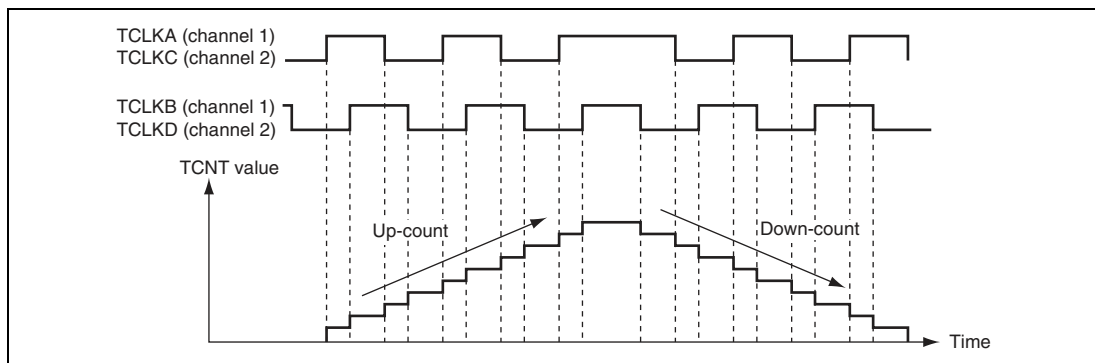 TCLKA (channel 1)
TCLKC (channel 2)
TCLKB (channel 1)
TCLKD (channel 2)
TCNT value
Up-count
Down-count
Time